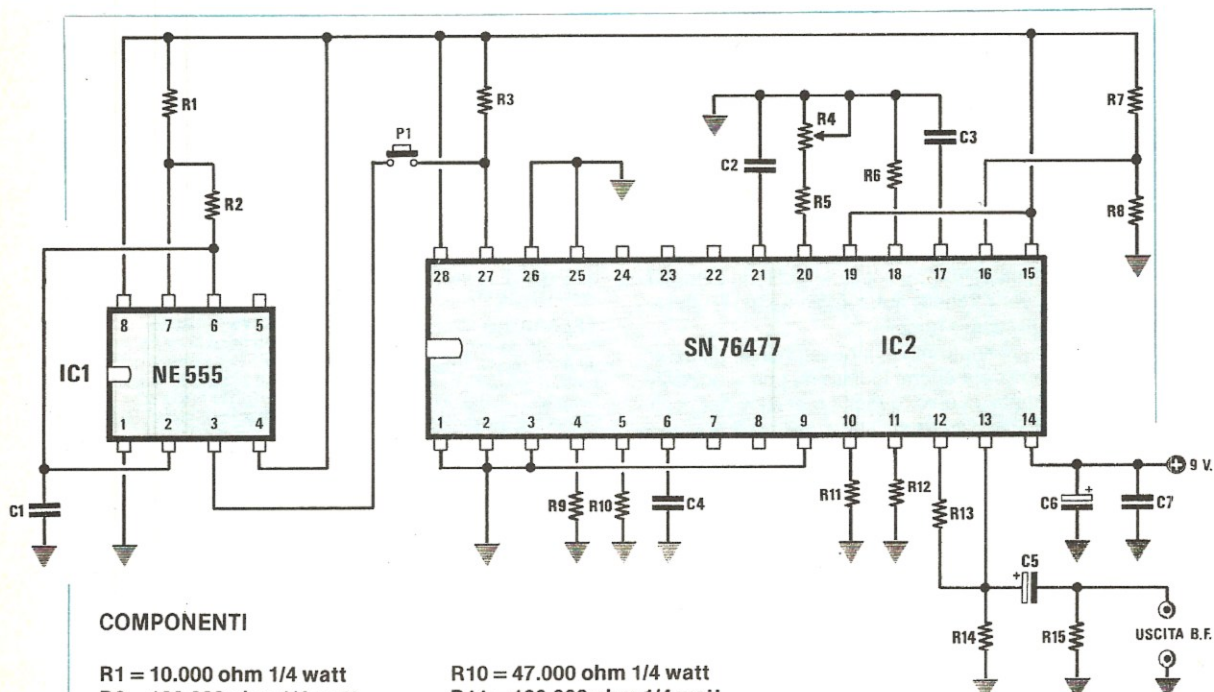 R1
R2
R3
P1
R4
C2
R5
R6
C3
R7
R8
8 7 6 5
IC1 NE555
1 2 3 4
C1
28 27 26 25 24 23 22 21 20 19 18 17 16 15
SN 76477 IC2
1 2 3 4 5 6 7 8 9 10 11 12 13 14
R9 R10 C4
R11 R12 R13
+ 9 V.
C6 + C7
+ C5
R14 R15
USCITA B.F.
COMPONENTI
R1 = 10.000 ohm 1/4 watt
R10 = 47.000 ohm 1/4 watt